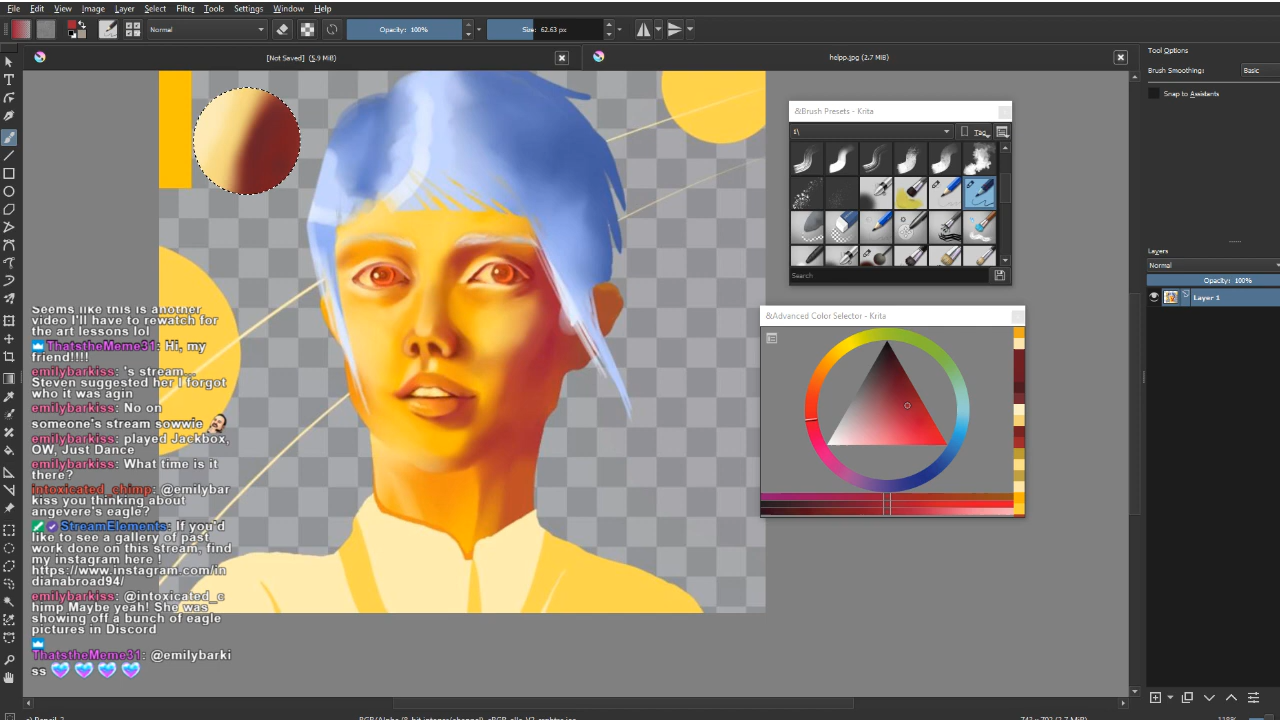 File Edit View Image Layer Select Filter Tools Settings Window Help
Normal
Opacity: 100%
Size: 62.63 px
[Not Saved] (5.9 MiB)
helpp.jpg (2.7 MiB)
Tool Options
Brush Smoothing: Basic
Snap to Assistants
&Brush Presets - Krita
Tag
Search
&Advanced Color Selector - Krita
Layers
Normal
Opacity: 100%
Layer 1
Seems like this is another
video I'll have to rewatch for
the art lessons lol
ThatstheMeme31: Hi, my
friend!!!!
emilybarkiss: 's stream...
Steven suggested her I forgot
who it was agin
emilybarkiss: No on
someone's stream sowwie
emilybarkiss: played Jackbox,
OW, Just Dance
emilybarkiss: What time is it
there?
intoxicated_chimp: @emilybar
kiss you thinking about
angevere's eagle?
StreamElements: If you'd
like to see a gallery of past
work done on this stream, find
my instagram here !
https://www.instagram.com/in
dianabroad94/
emilybarkiss: @intoxicated_c
himp Maybe yeah! She was
showing off a bunch of eagle
pictures in Discord
ThatstheMeme31: @emilybarki
ss